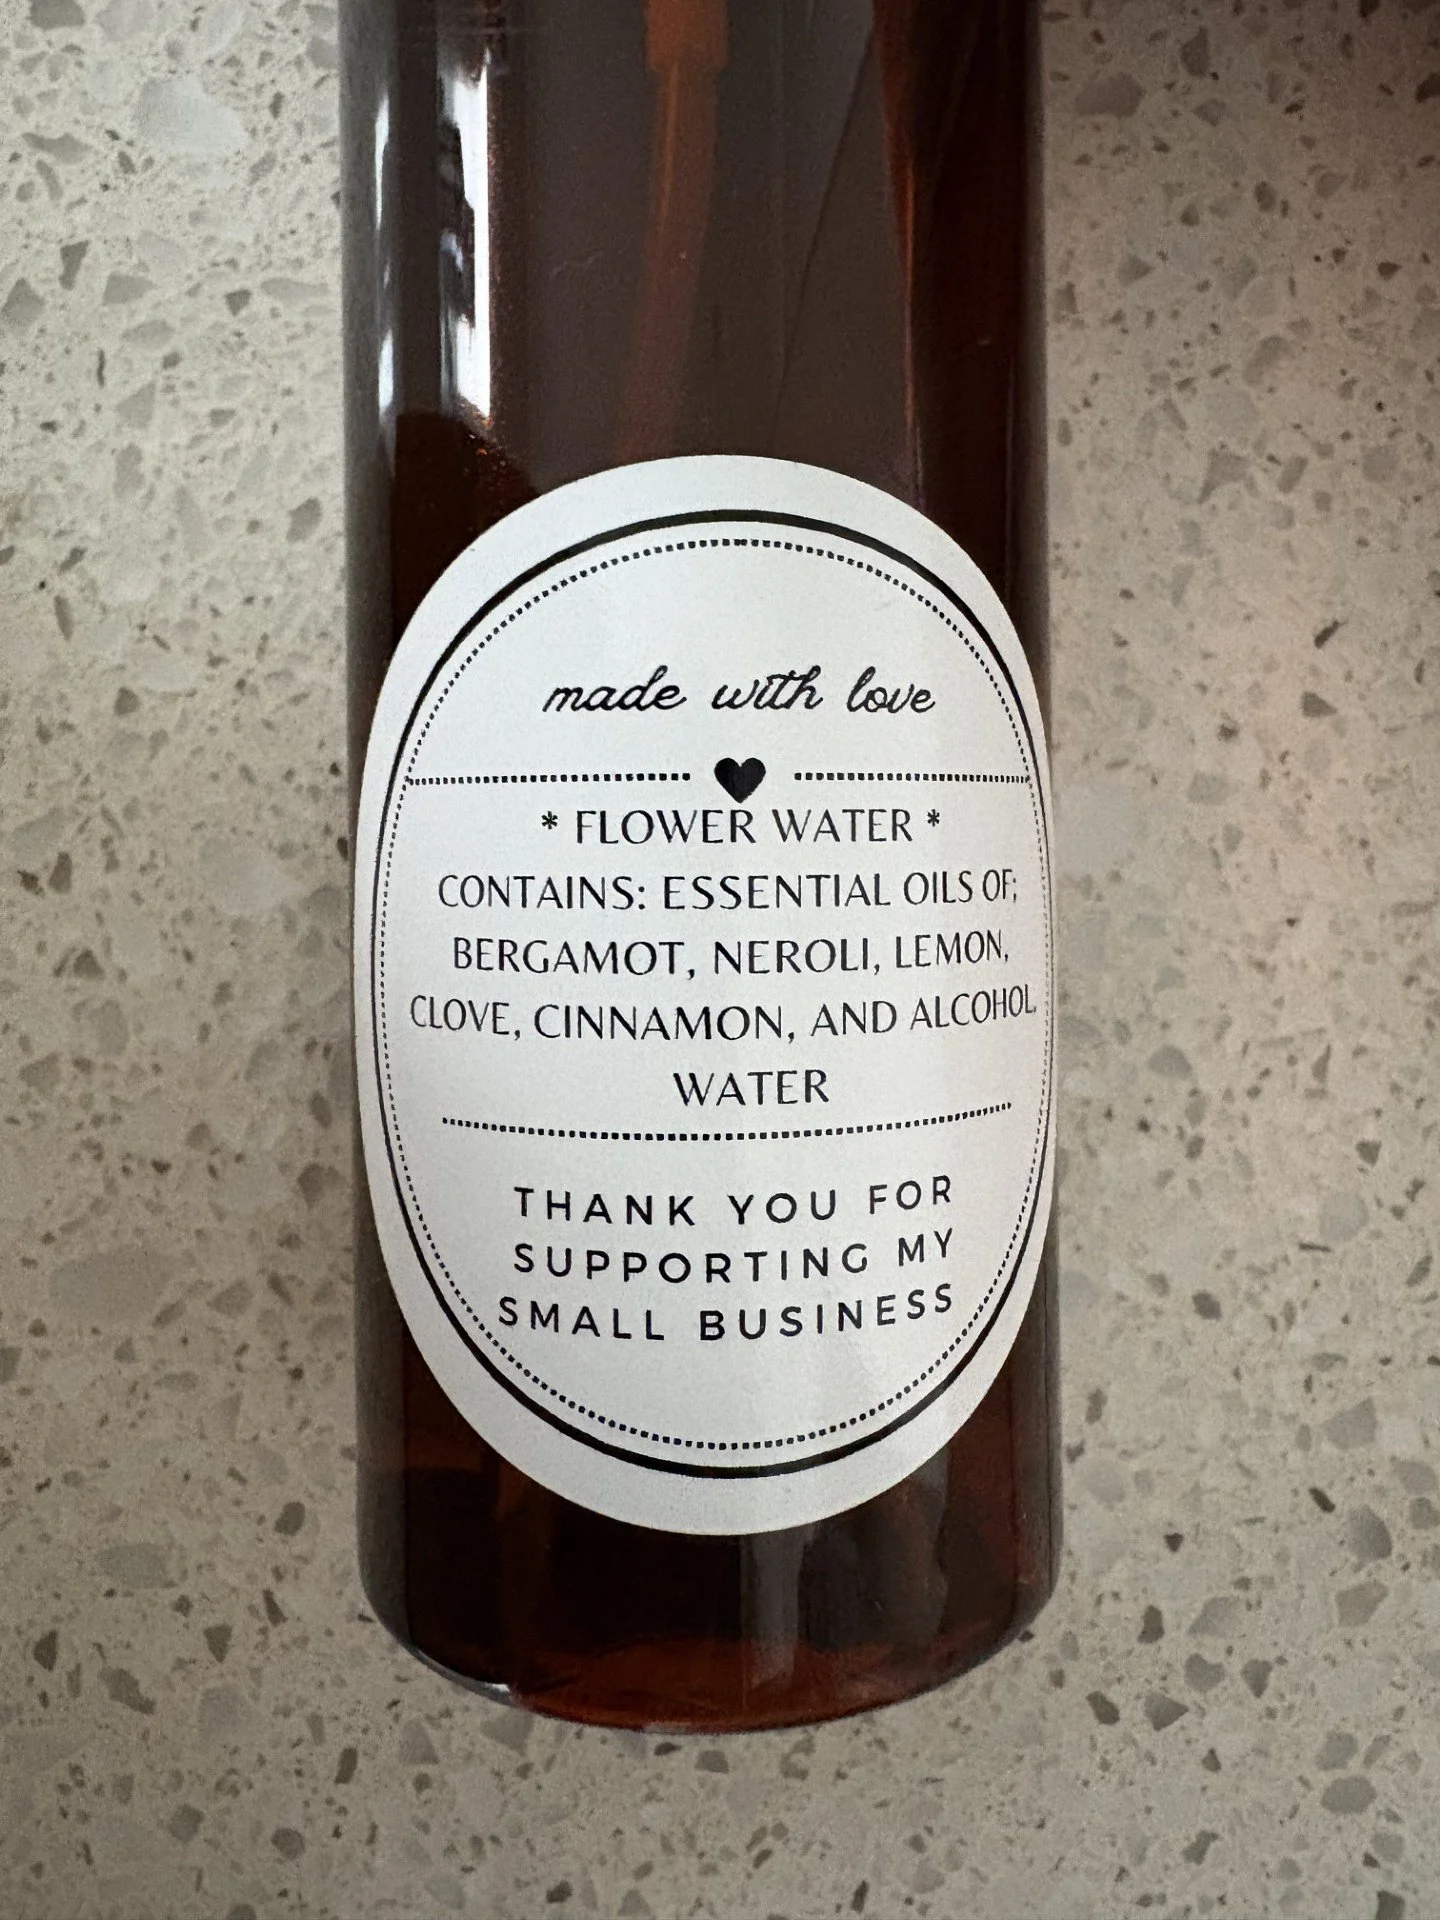 made with love
* FLOWER WATER *
CONTAINS: ESSENTIAL OILS OF;
BERGAMOT, NEROLI, LEMON,
CLOVE, CINNAMON, AND ALCOHOL,
WATER
THANK YOU FOR
SUPPORTING MY
SMALL BUSINESS